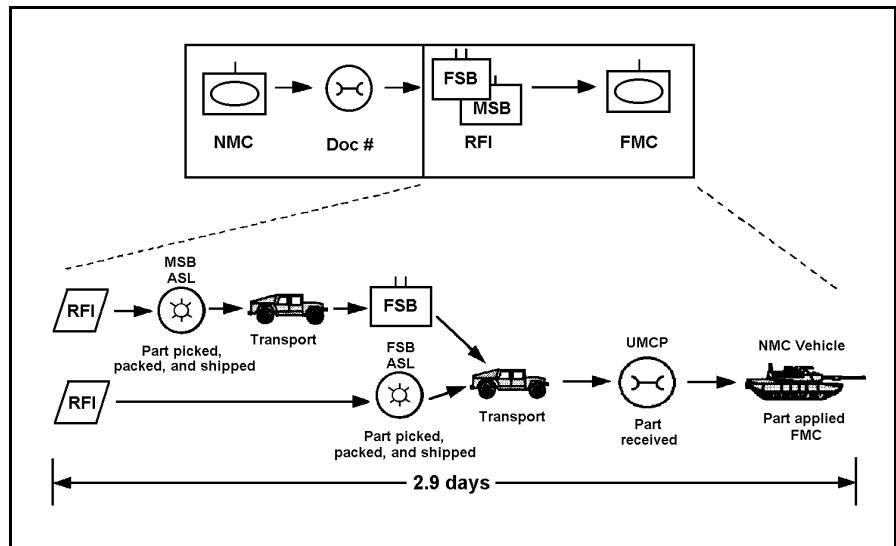 FSB
MSB
NMC
Doc #
RFI
FMC
MSB
ASL
RFI
FSB
Transport
Part picked,
packed, and shipped
FSB
ASL
UMCP
NMC Vehicle
RFI
Transport
Part
received
Part applied
FMC
Part picked,
packed, and shipped
2.9 days